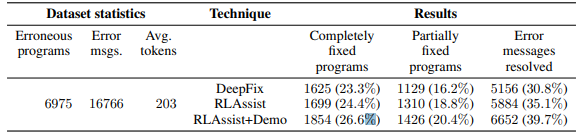 Dataset statistics Technique Results
Erroneous Error Avg. Completely Partially Error
programs msgs. tokens fixed fixed messages
programs programs resolved
DeepFix 1625 (23.3%) 1129 (16.2%) 5156 (30.8%)
6975 16766 203 RLAssist 1699 (24.4%) 1310 (18.8%) 5884 (35.1%)
RLAssist+Demo 1854 (26.6%) 1426 (20.4%) 6652 (39.7%)